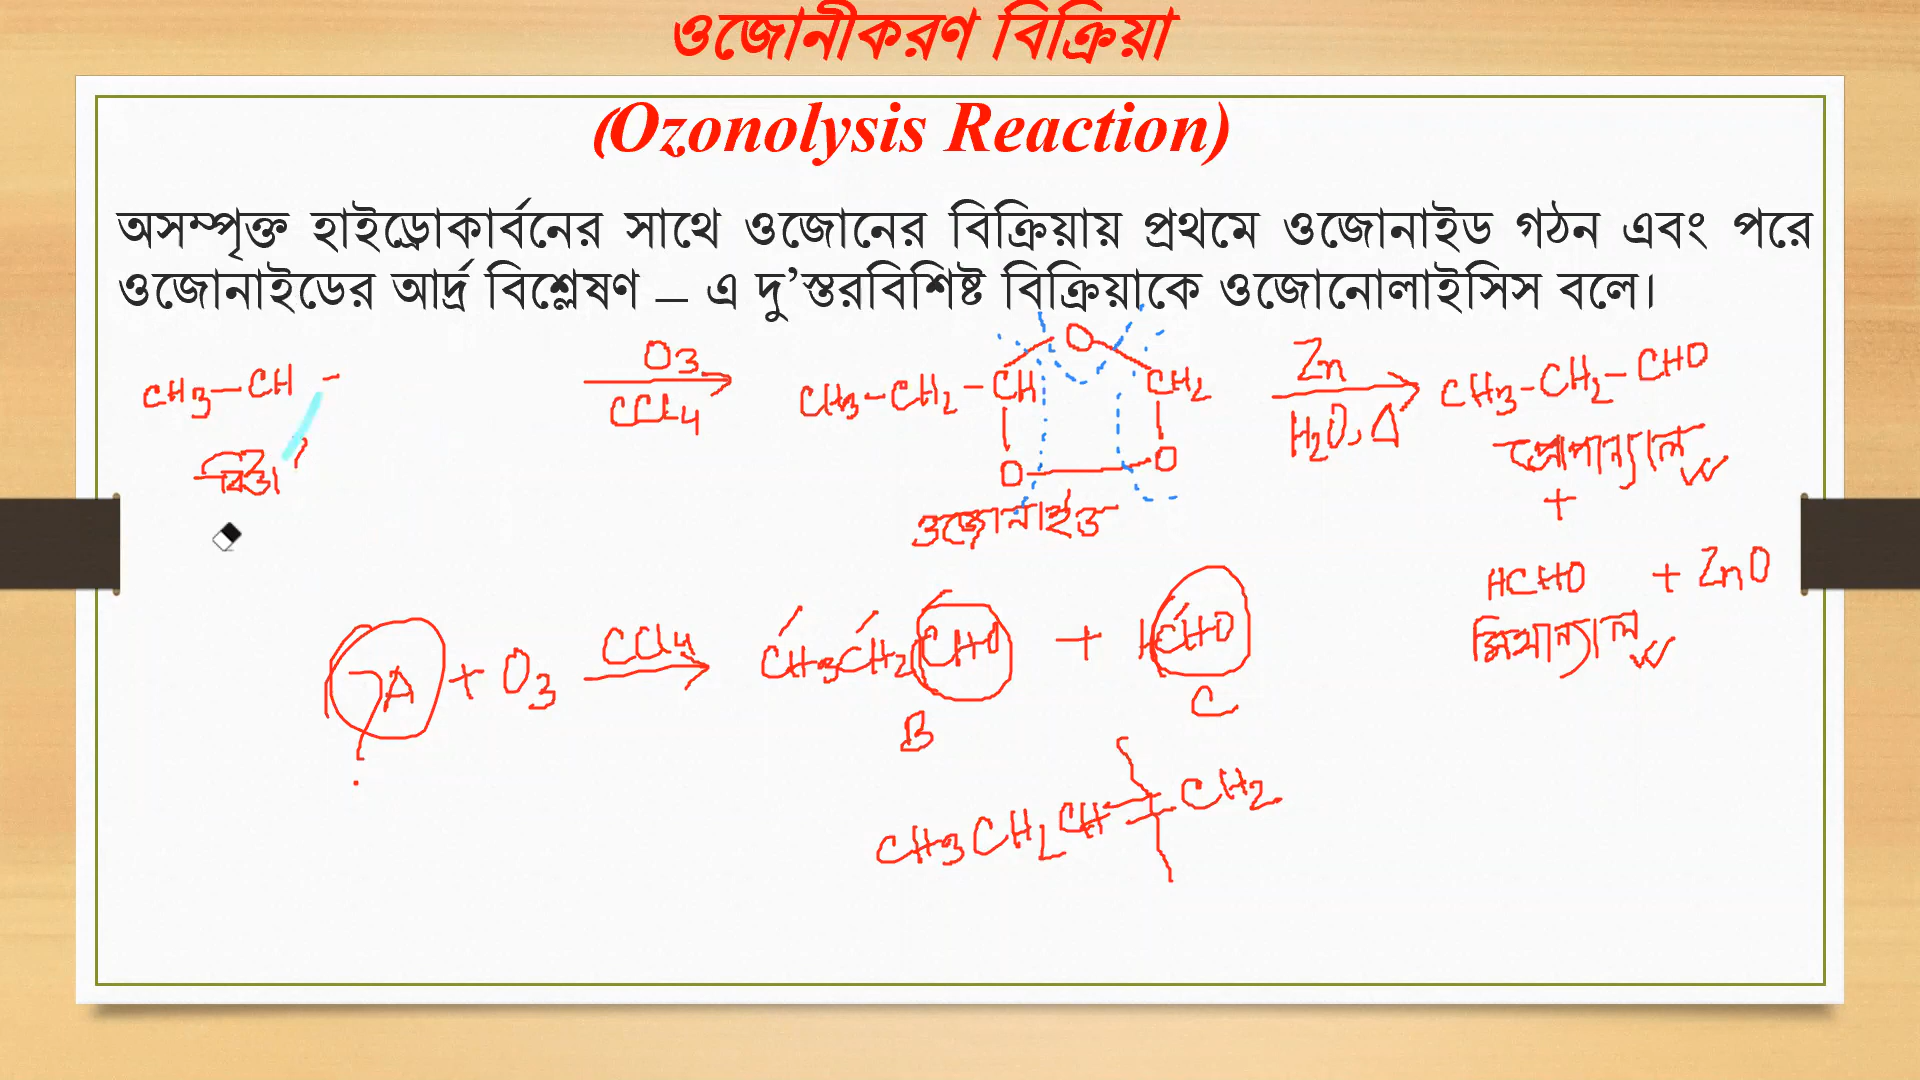 ওজোনীকরণ বিক্রিয়া
(Ozonolysis Reaction)
অসম্পৃক্ত হাইড্রোকার্বনের সাথে ওজোনের বিক্রিয়ায় প্রথমে ওজোনাইড গঠন এবং পরে
ওজোনাইডের আর্দ্র বিশ্লেষণ – এ দু’স্তরবিশিষ্ট বিক্রিয়াকে ওজোনোলাইসিস বলে।
CH3-CH -
O3
CCl4
O
CH3-CH2-CH CH2
O O
ওজোনাইড
Zn
H2O, Δ
CH3-CH2-CHO
প্রোপান্যাল
+
HCHO + ZnO
মিথান্যাল
A + O3
CCl4
CH3CH2CHO + HCHO
B C
CH3CH2CH=CH2
?